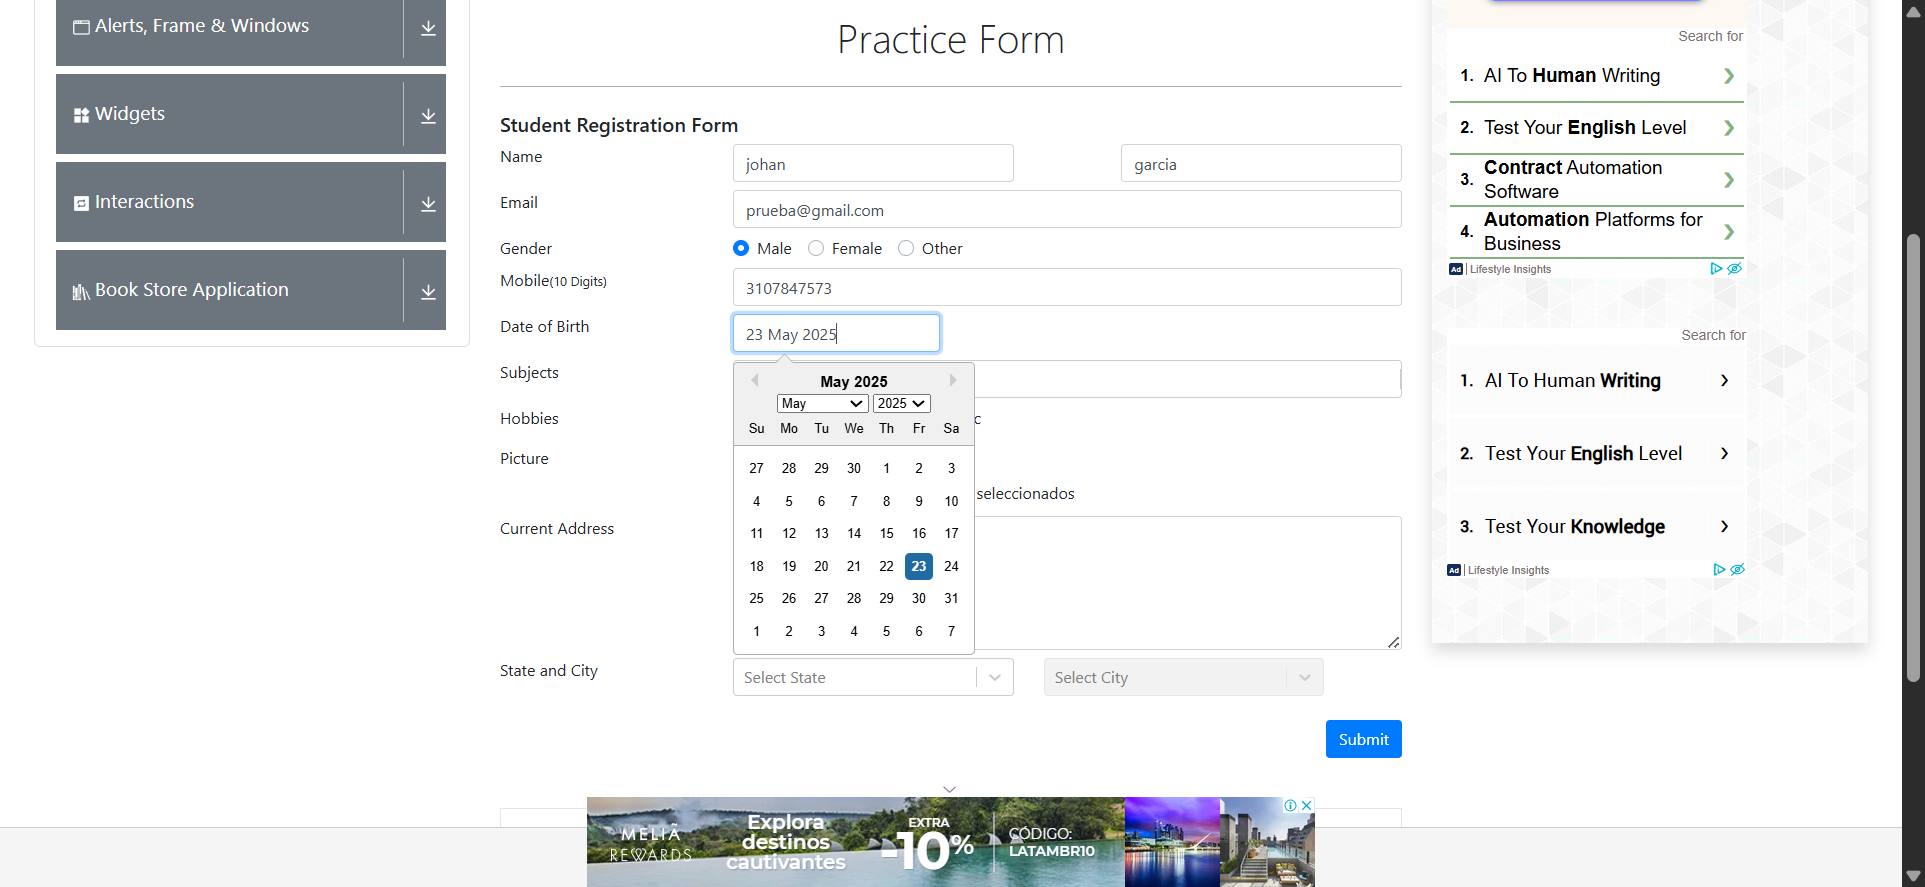 Alerts, Frame & Windows
Widgets
Interactions
Book Store Application
Practice Form
Student Registration Form
Name
johan
garcia
Email
prueba@gmail.com
Gender
Male
Female
Other
Mobile(10 Digits)
3107847573
Date of Birth
23 May 2025
Subjects
May 2025
May
2025
Su Mo Tu We Th Fr Sa
27 28 29 30 1 2 3
4 5 6 7 8 9 10
11 12 13 14 15 16 17
18 19 20 21 22 23 24
25 26 27 28 29 30 31
1 2 3 4 5 6 7
Hobbies
c
Picture
seleccionados
Current Address
State and City
Select State
Select City
Submit
Search for
1. AI To Human Writing
2. Test Your English Level
3. Contract Automation
Software
4. Automation Platforms for
Business
Ad Lifestyle Insights
Search for
1. AI To Human Writing
2. Test Your English Level
3. Test Your Knowledge
Ad Lifestyle Insights
MELIÃ
REWARDS
Explora
destinos
cautivantes
EXTRA
-10%
CÓDIGO:
LATAMBR10